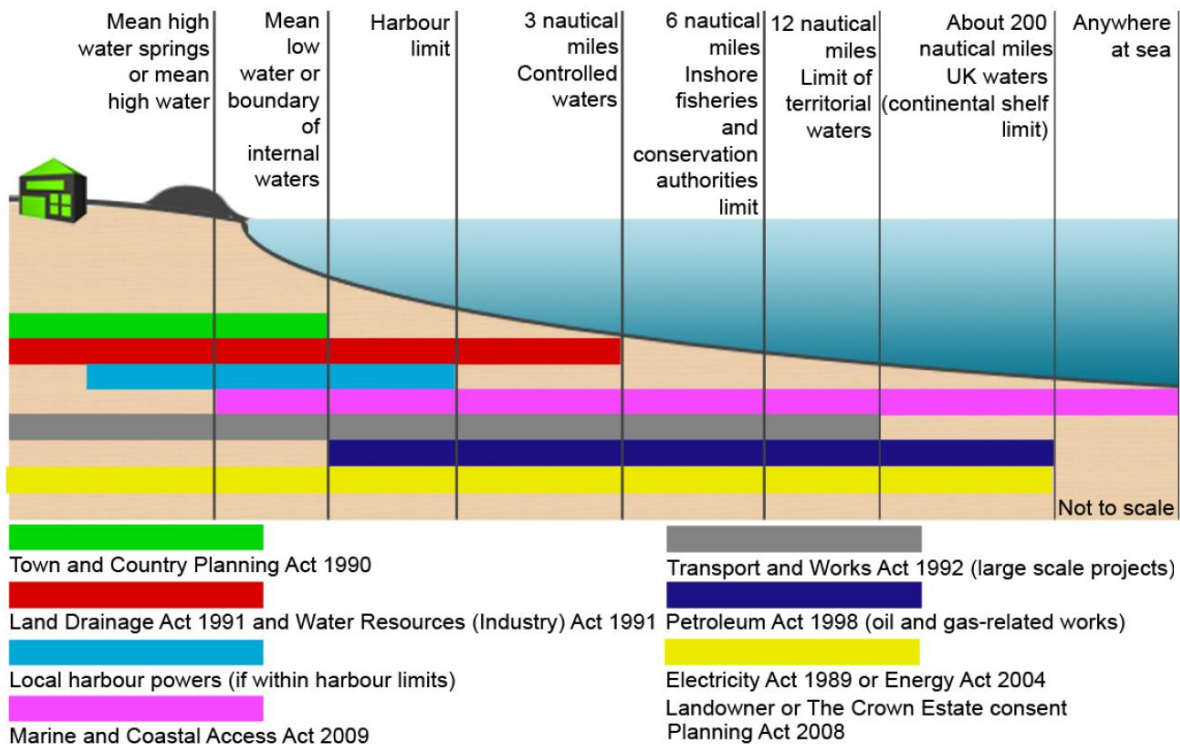 Mean high
water springs
or mean
high water
Mean
low
water or
boundary
of
internal
waters
Harbour
limit
3 nautical
miles
Controlled
waters
6 nautical
miles
Inshore
fisheries
and
conservation
authorities
limit
12 nautical
miles
Limit of
territorial
waters
About 200
nautical miles
UK waters
(continental shelf
limit)
Anywhere
at sea
Not to scale
Town and Country Planning Act 1990
Land Drainage Act 1991 and Water Resources (Industry) Act 1991
Local harbour powers (if within harbour limits)
Marine and Coastal Access Act 2009
Transport and Works Act 1992 (large scale projects)
Petroleum Act 1998 (oil and gas-related works)
Electricity Act 1989 or Energy Act 2004
Landowner or The Crown Estate consent
Planning Act 2008